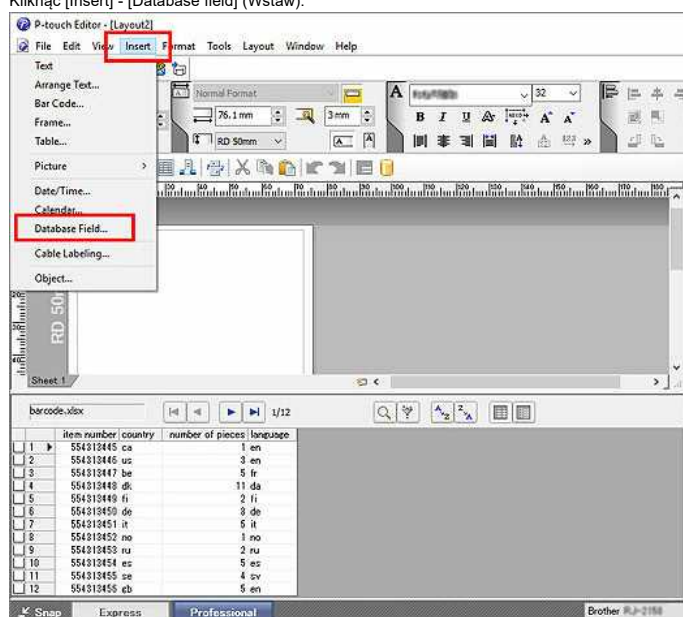 Kliknąć [Insert] - [Database field] (Wstaw).
P-touch Editor - [Layout2]
File Edit View Insert Format Tools Layout Window Help
Text
Arrange Text...
Bar Code...
Frame...
Table...
Picture
Date/Time...
Calendar...
Database Field...
Cable Labeling...
Object...
Normal Format
76.1 mm
3 mm
RD 50mm
A
32
B I U
RD 50
Sheet 1
barcode.xlsx 1/12
item number country number of pieces language
1 554313445 ca 1 en
2 554313446 us 3 en
3 554313447 be 5 fr
4 554313448 dk 11 da
5 554313449 fi 2 fi
6 554313450 de 8 de
7 554313451 it 5 it
8 554313452 no 1 no
9 554313453 ru 2 ru
10 554313454 es 5 es
11 554313455 se 4 sv
12 554313455 gb 5 en
Snap Express Professional Brother